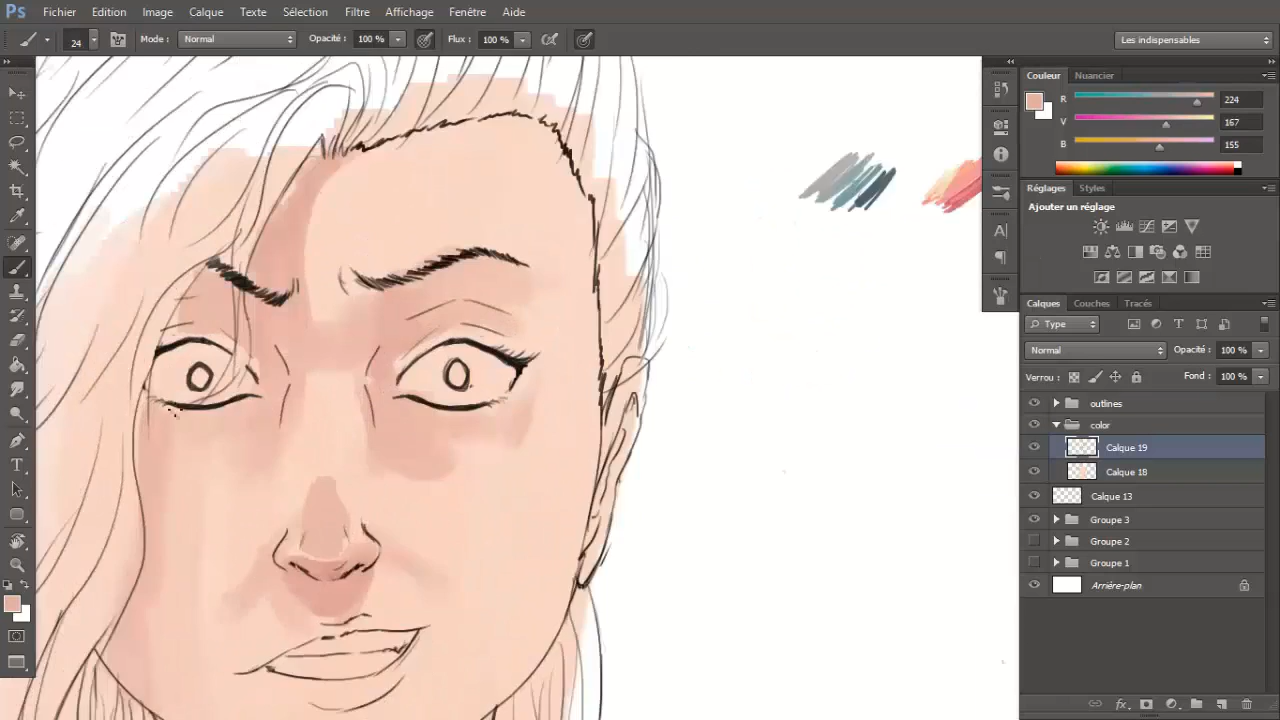 Ps Fichier Edition Image Calque Texte Sélection Filtre Affichage Fenêtre Aide
24 Mode : Normal Opacité : 100 % Flux : 100 % Les indispensables
Couleur Nuancier
R 224
V 167
B 155
Réglages Styles
Ajouter un réglage
Calques Couches Tracés
Type
Normal Opacité : 100 %
Verrou : Fond : 100 %
outlines
color
Calque 19
Calque 18
Calque 13
Groupe 3
Groupe 2
Groupe 1
Arrière-plan